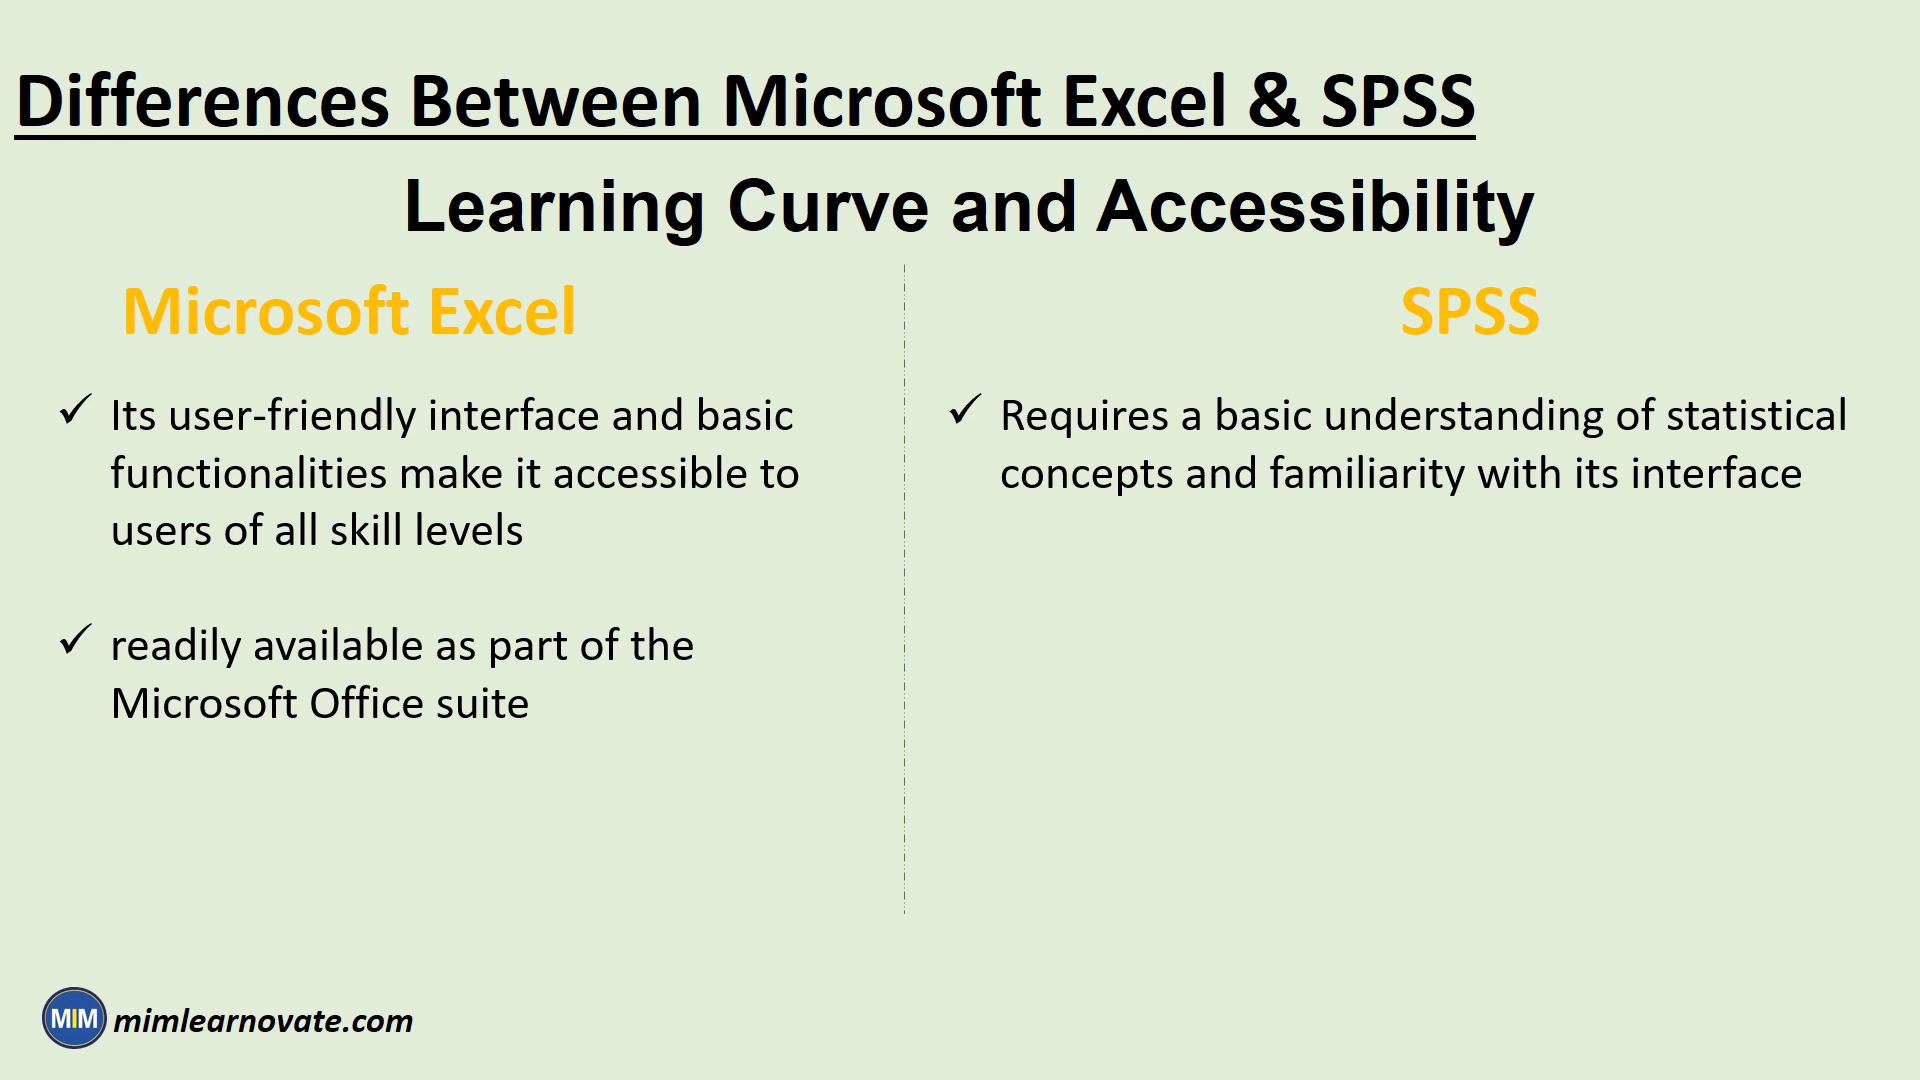 Differences Between Microsoft Excel & SPSS
Learning Curve and Accessibility
Microsoft Excel
✓ Its user-friendly interface and basic
functionalities make it accessible to
users of all skill levels
✓ readily available as part of the
Microsoft Office suite
SPSS
✓ Requires a basic understanding of statistical
concepts and familiarity with its interface
MIM
mimlearnovate.com